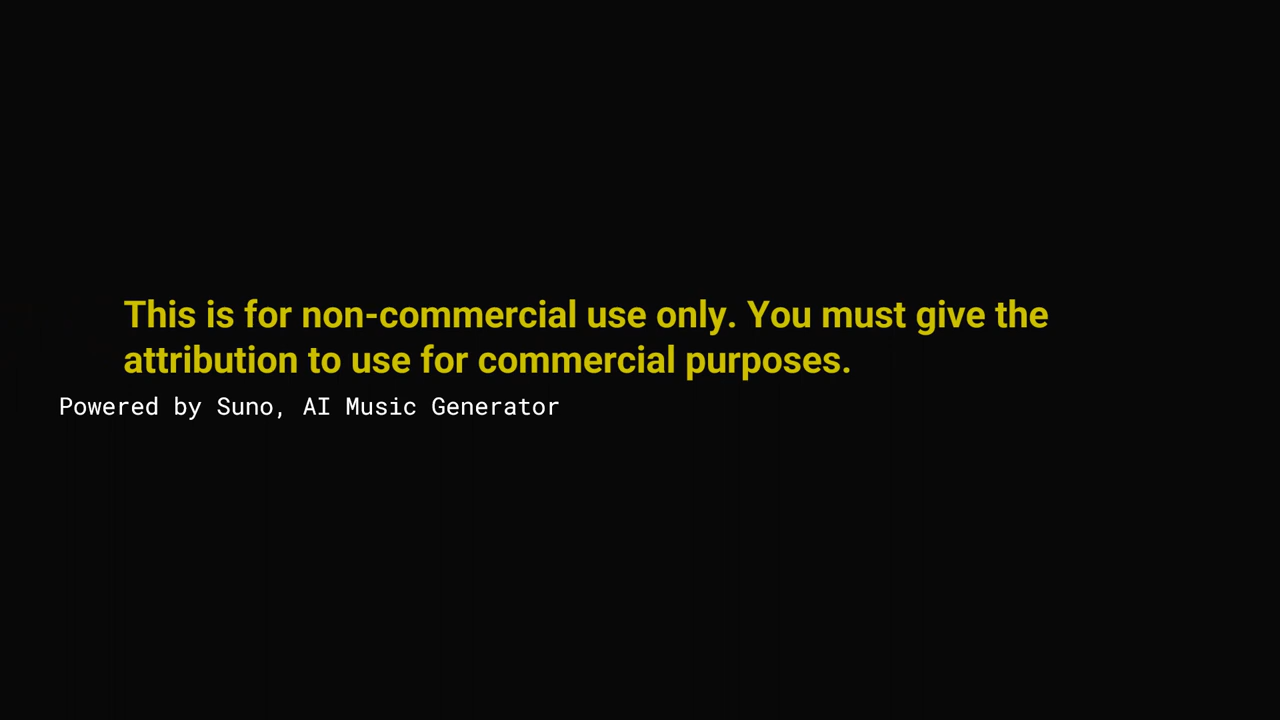 This is for non-commercial use only. You must give the
attribution to use for commercial purposes.
Powered by Suno, AI Music Generator